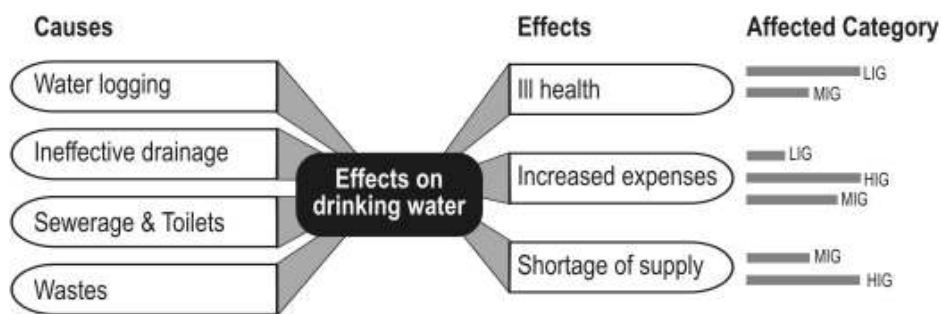 Causes
Effects
Affected Category
Water logging
Ineffective drainage
Sewerage & Toilets
Wastes
Effects on
drinking water
Ill health
LIG
MIG
Increased expenses
LIG
HIG
MIG
Shortage of supply
MIG
HIG